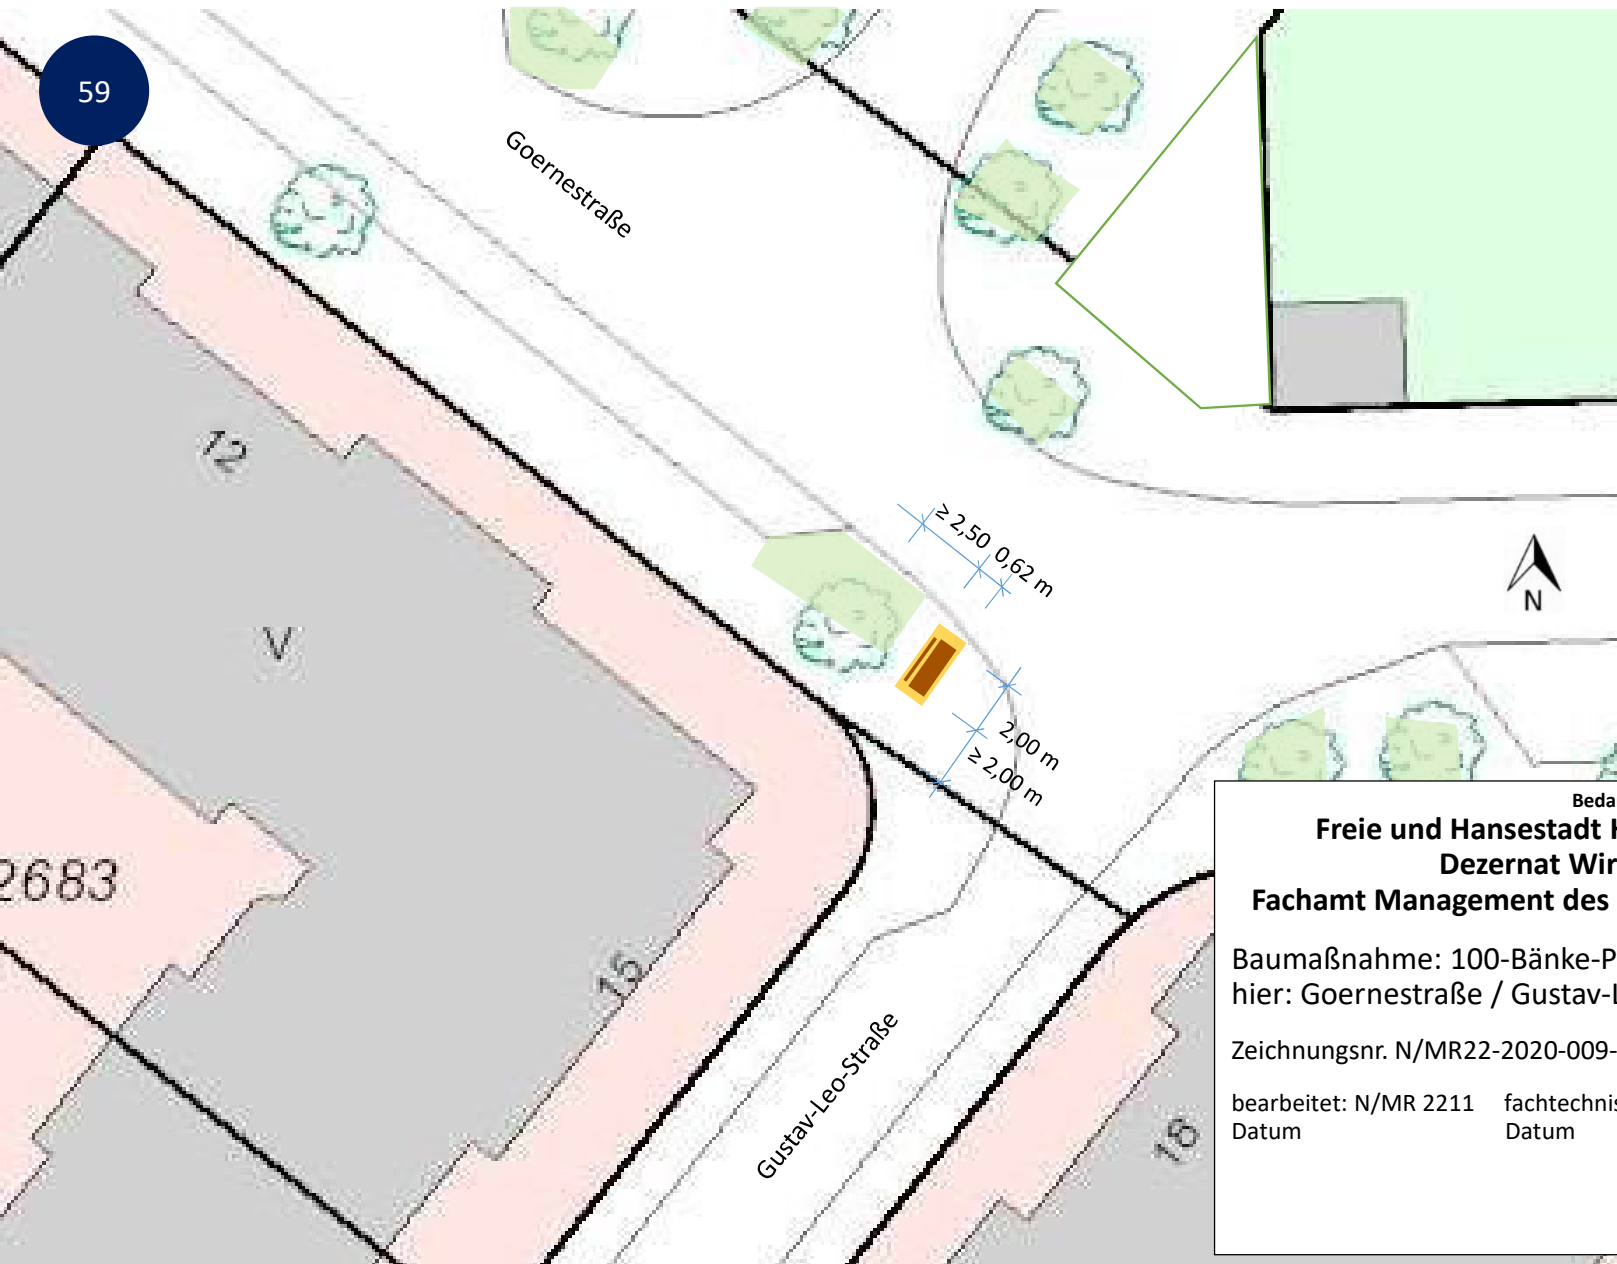 59
Goernestraße
12
≥ 2,50 0,62 m
V
N
2,00 m
≥ 2,00 m
2683
15
Gustav-Leo-Straße
18
Beda
Freie und Hansestadt H
Dezernat Wir
Fachamt Management des
Baumaßnahme: 100-Bänke-P
hier: Goernestraße / Gustav-L
Zeichnungsnr. N/MR22-2020-009-
bearbeitet: N/MR 2211 fachtechnis
Datum Datum